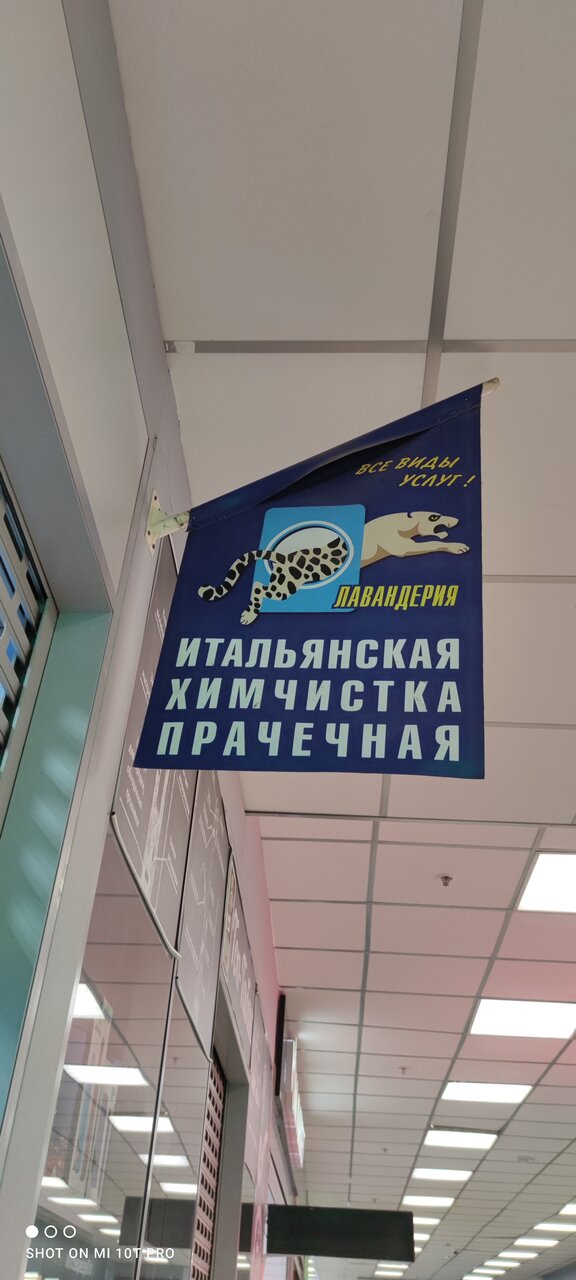 ВСЕ ВИДЫ
УСЛУГ!
ЛАВАНДЕРИЯ
ИТАЛЬЯНСКАЯ
ХИМЧИСТКА
ПРАЧЕЧНАЯ
SHOT ON MI 10T PRO